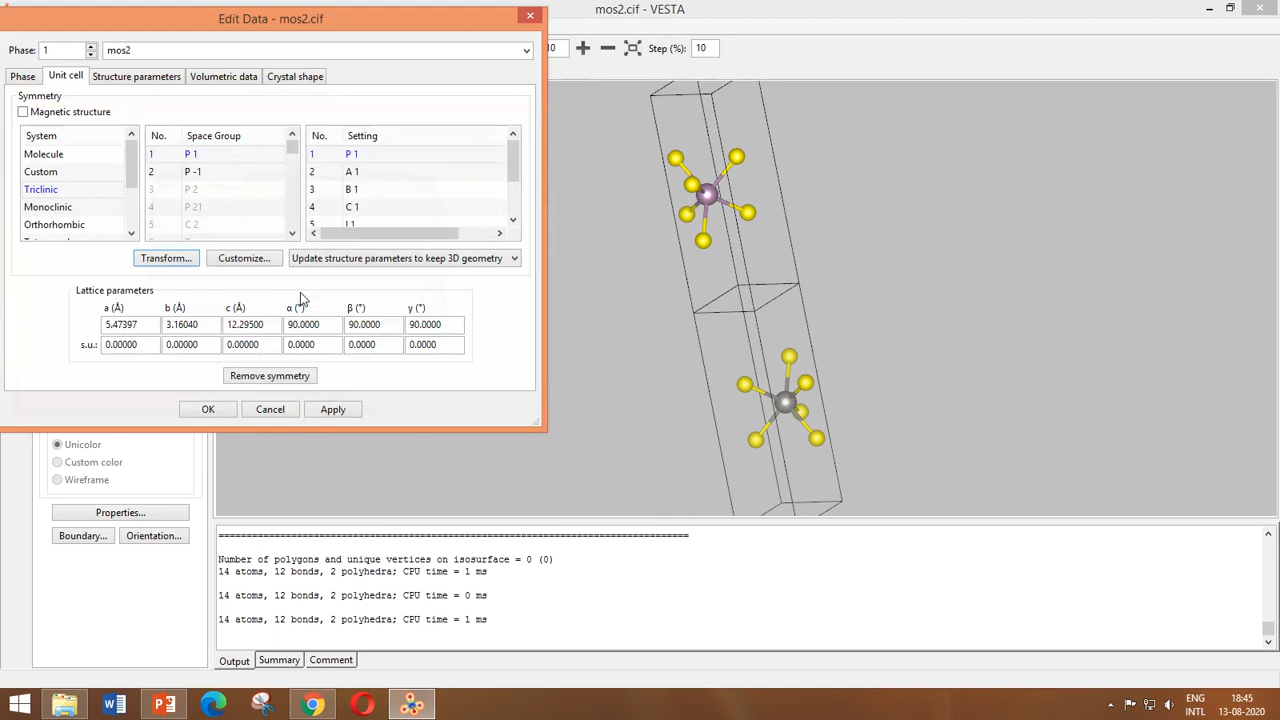 Edit Data - mos2.cif
mos2.cif - VESTA
Phase: 1 mos2
10 Step (%): 10
Phase Unit cell Structure parameters Volumetric data Crystal shape
Symmetry
Magnetic structure
System No. Space Group No. Setting
Molecule 1 P 1 1 P 1
Custom 2 P -1 2 A 1
Triclinic 3 P 2 3 B 1
Monoclinic 4 P 21 4 C 1
Orthorhombic 5 C 2 5 I 1
Transform... Customize... Update structure parameters to keep 3D geometry
Lattice parameters
a (Å) b (Å) c (Å) α (°) β (°) γ (°)
5.47397 3.16040 12.29500 90.0000 90.0000 90.0000
s.u.: 0.00000 0.00000 0.00000 0.0000 0.0000 0.0000
Remove symmetry
OK Cancel Apply
Unicolor
Custom color
Wireframe
Properties...
Boundary... Orientation...
Number of polygons and unique vertices on isosurface = 0 (0)
14 atoms, 12 bonds, 2 polyhedra; CPU time = 1 ms
14 atoms, 12 bonds, 2 polyhedra; CPU time = 0 ms
14 atoms, 12 bonds, 2 polyhedra; CPU time = 1 ms
Output Summary Comment
ENG 18:45
INTL 13-08-2020